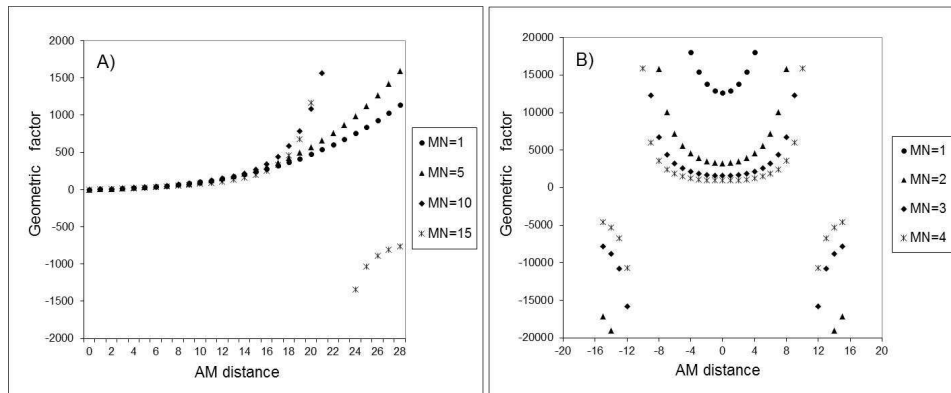 A)
2000
1500
1000
500
0
-500
-1000
-1500
-2000
Geometric factor
0 2 4 6 8 10 12 14 16 18 20 22 24 26 28
AM distance
MN=1
MN=5
MN=10
MN=15
B)
20000
15000
10000
5000
0
-5000
-10000
-15000
-20000
Geometric factor
-20 -16 -12 -8 -4 0 4 8 12 16 20
AM distance
MN=1
MN=2
MN=3
MN=4